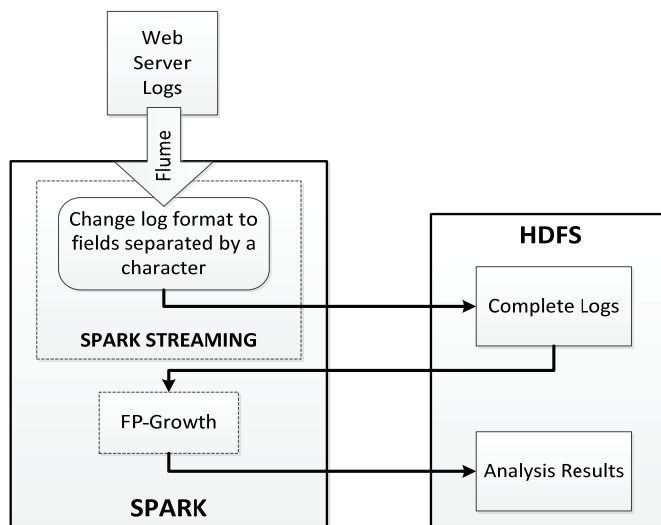 Web
Server
Logs
Flume
Change log format to
fields separated by a
character
SPARK STREAMING
FP-Growth
SPARK
HDFS
Complete Logs
Analysis Results